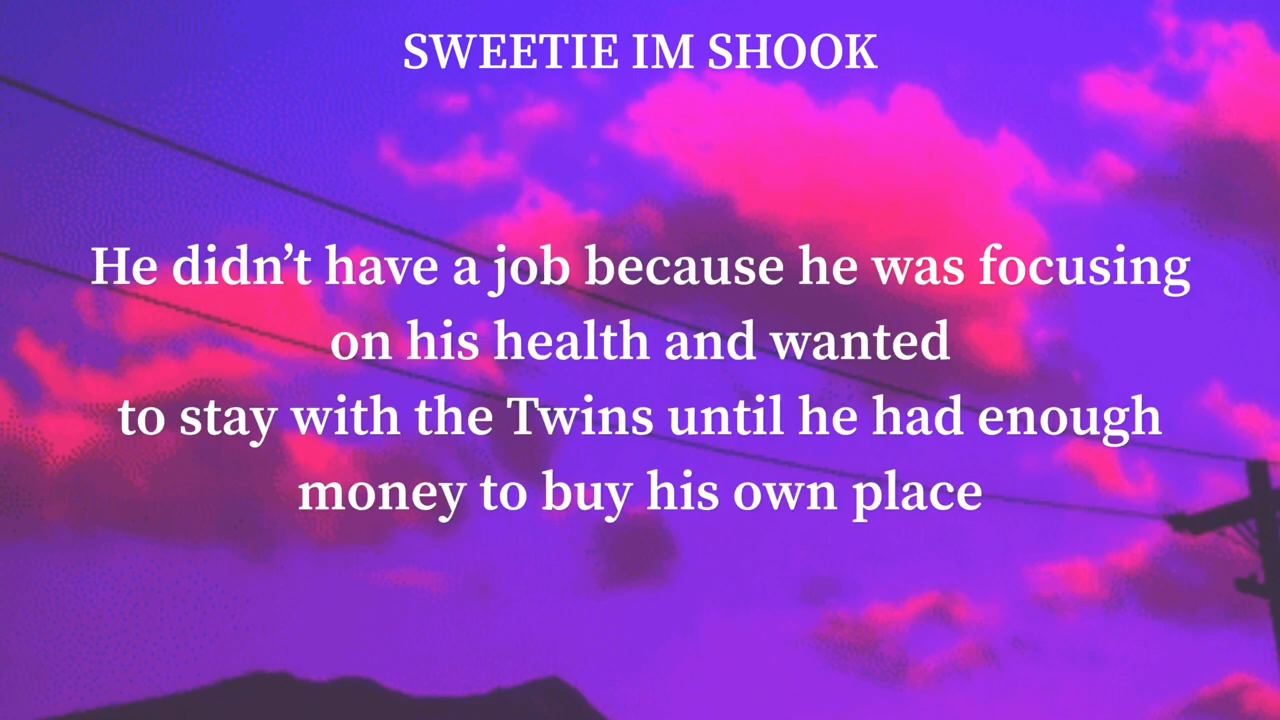 SWEETIE IM SHOOK
He didn’t have a job because he was focusing
on his health and wanted
to stay with the Twins until he had enough
money to buy his own place